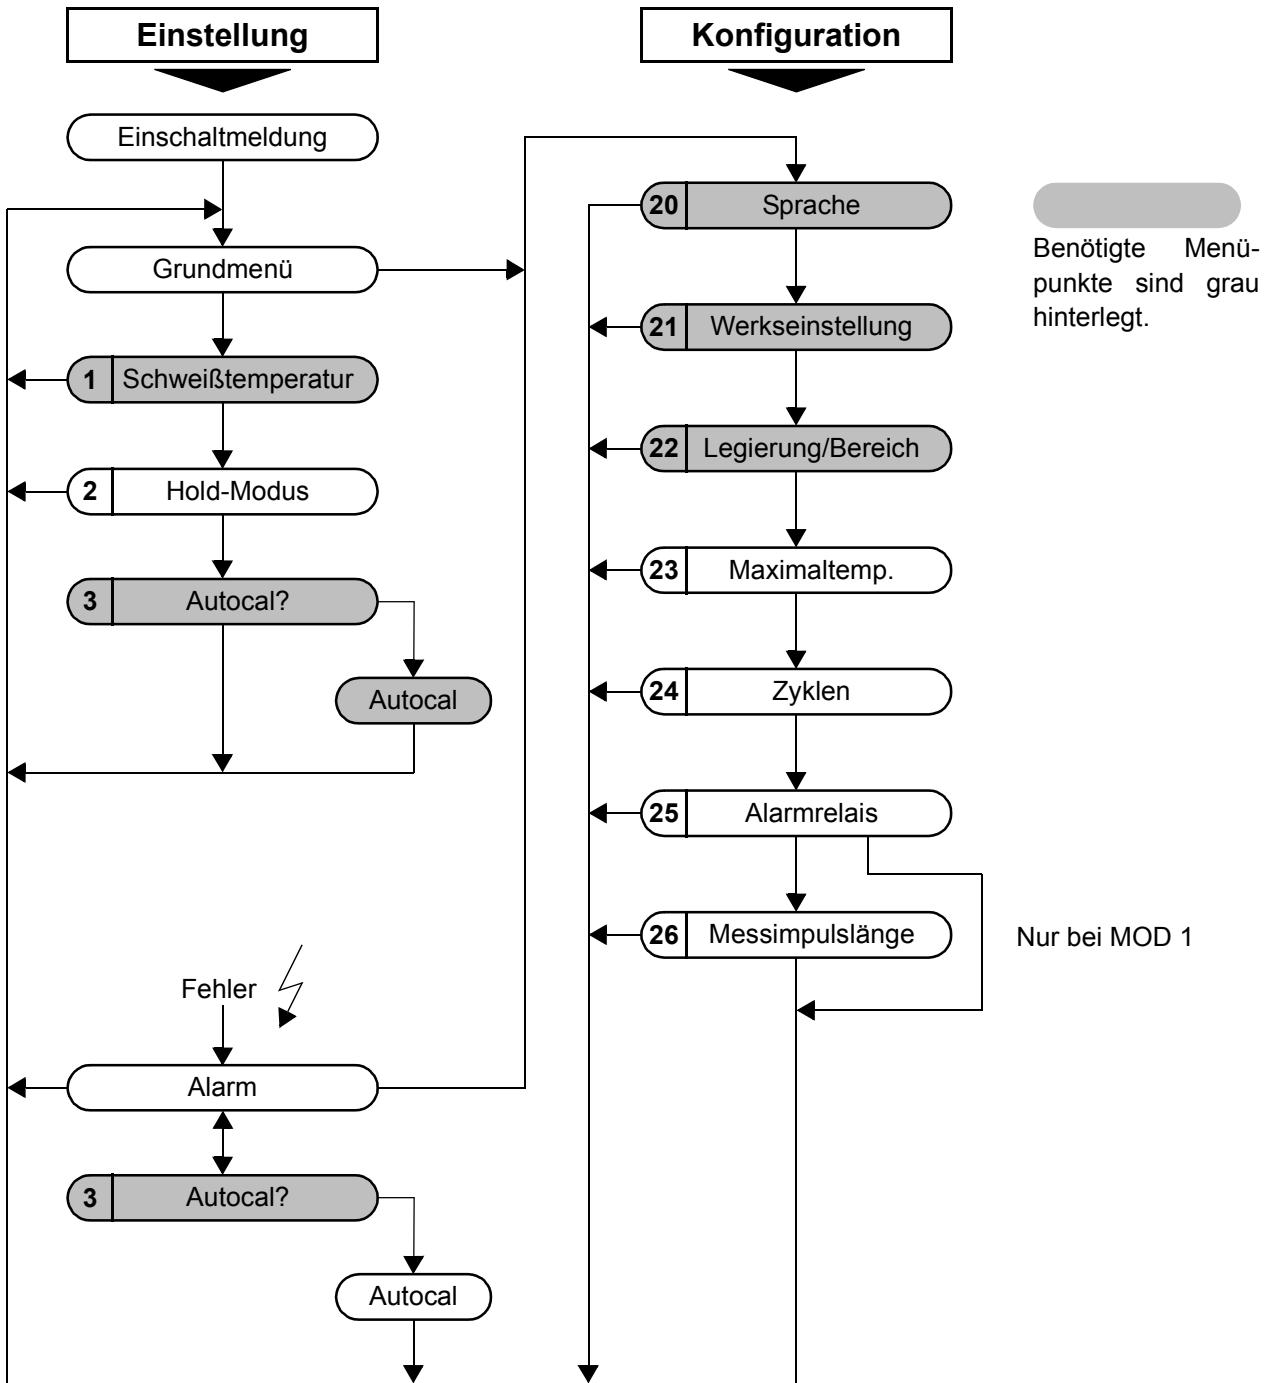 Einstellung
Einschaltmeldung
Grundmenü
1 Schweißtemperatur
2 Hold-Modus
3 Autocal?
Autocal
Fehler
Alarm
3 Autocal?
Autocal
Konfiguration
20 Sprache
21 Werkseinstellung
22 Legierung/Bereich
23 Maximaltemp.
24 Zyklen
25 Alarmrelais
26 Messimpulslänge
Benötigte Menü-
punkte sind grau
hinterlegt.
Nur bei MOD 1